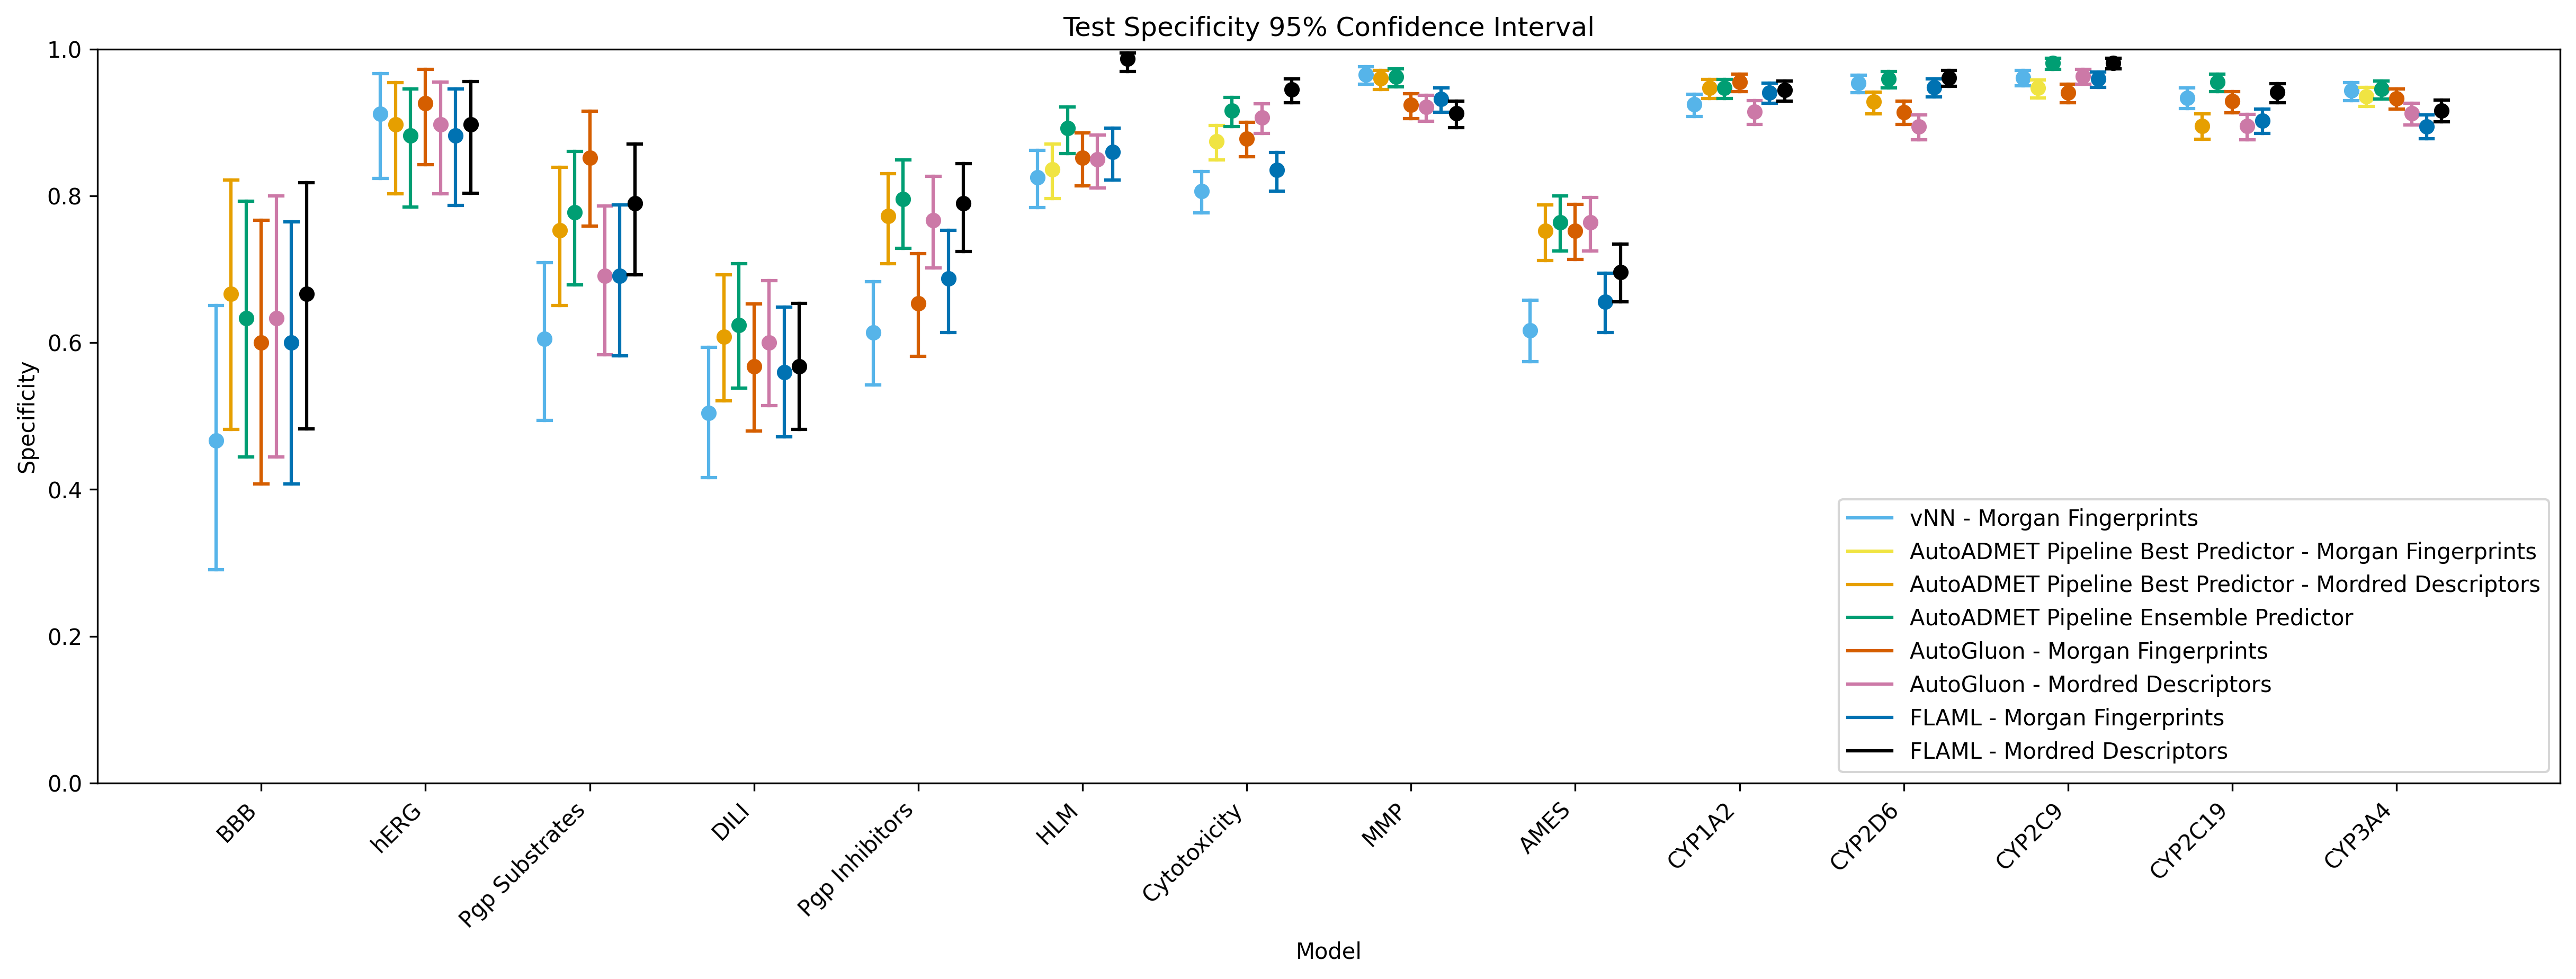 Test Specificity 95% Confidence Interval
1.0
0.8
0.6
0.4
0.2
0.0
Specificity
BBB
hERG
Pgp Substrates
DILI
Pgp Inhibitors
HLM
Cytotoxicity
MMP
AMES
CYP1A2
CYP2D6
CYP2C9
CYP2C19
CYP3A4
Model
vNN - Morgan Fingerprints
AutoADMET Pipeline Best Predictor - Morgan Fingerprints
AutoADMET Pipeline Best Predictor - Mordred Descriptors
AutoADMET Pipeline Ensemble Predictor
AutoGluon - Morgan Fingerprints
AutoGluon - Mordred Descriptors
FLAML - Morgan Fingerprints
FLAML - Mordred Descriptors